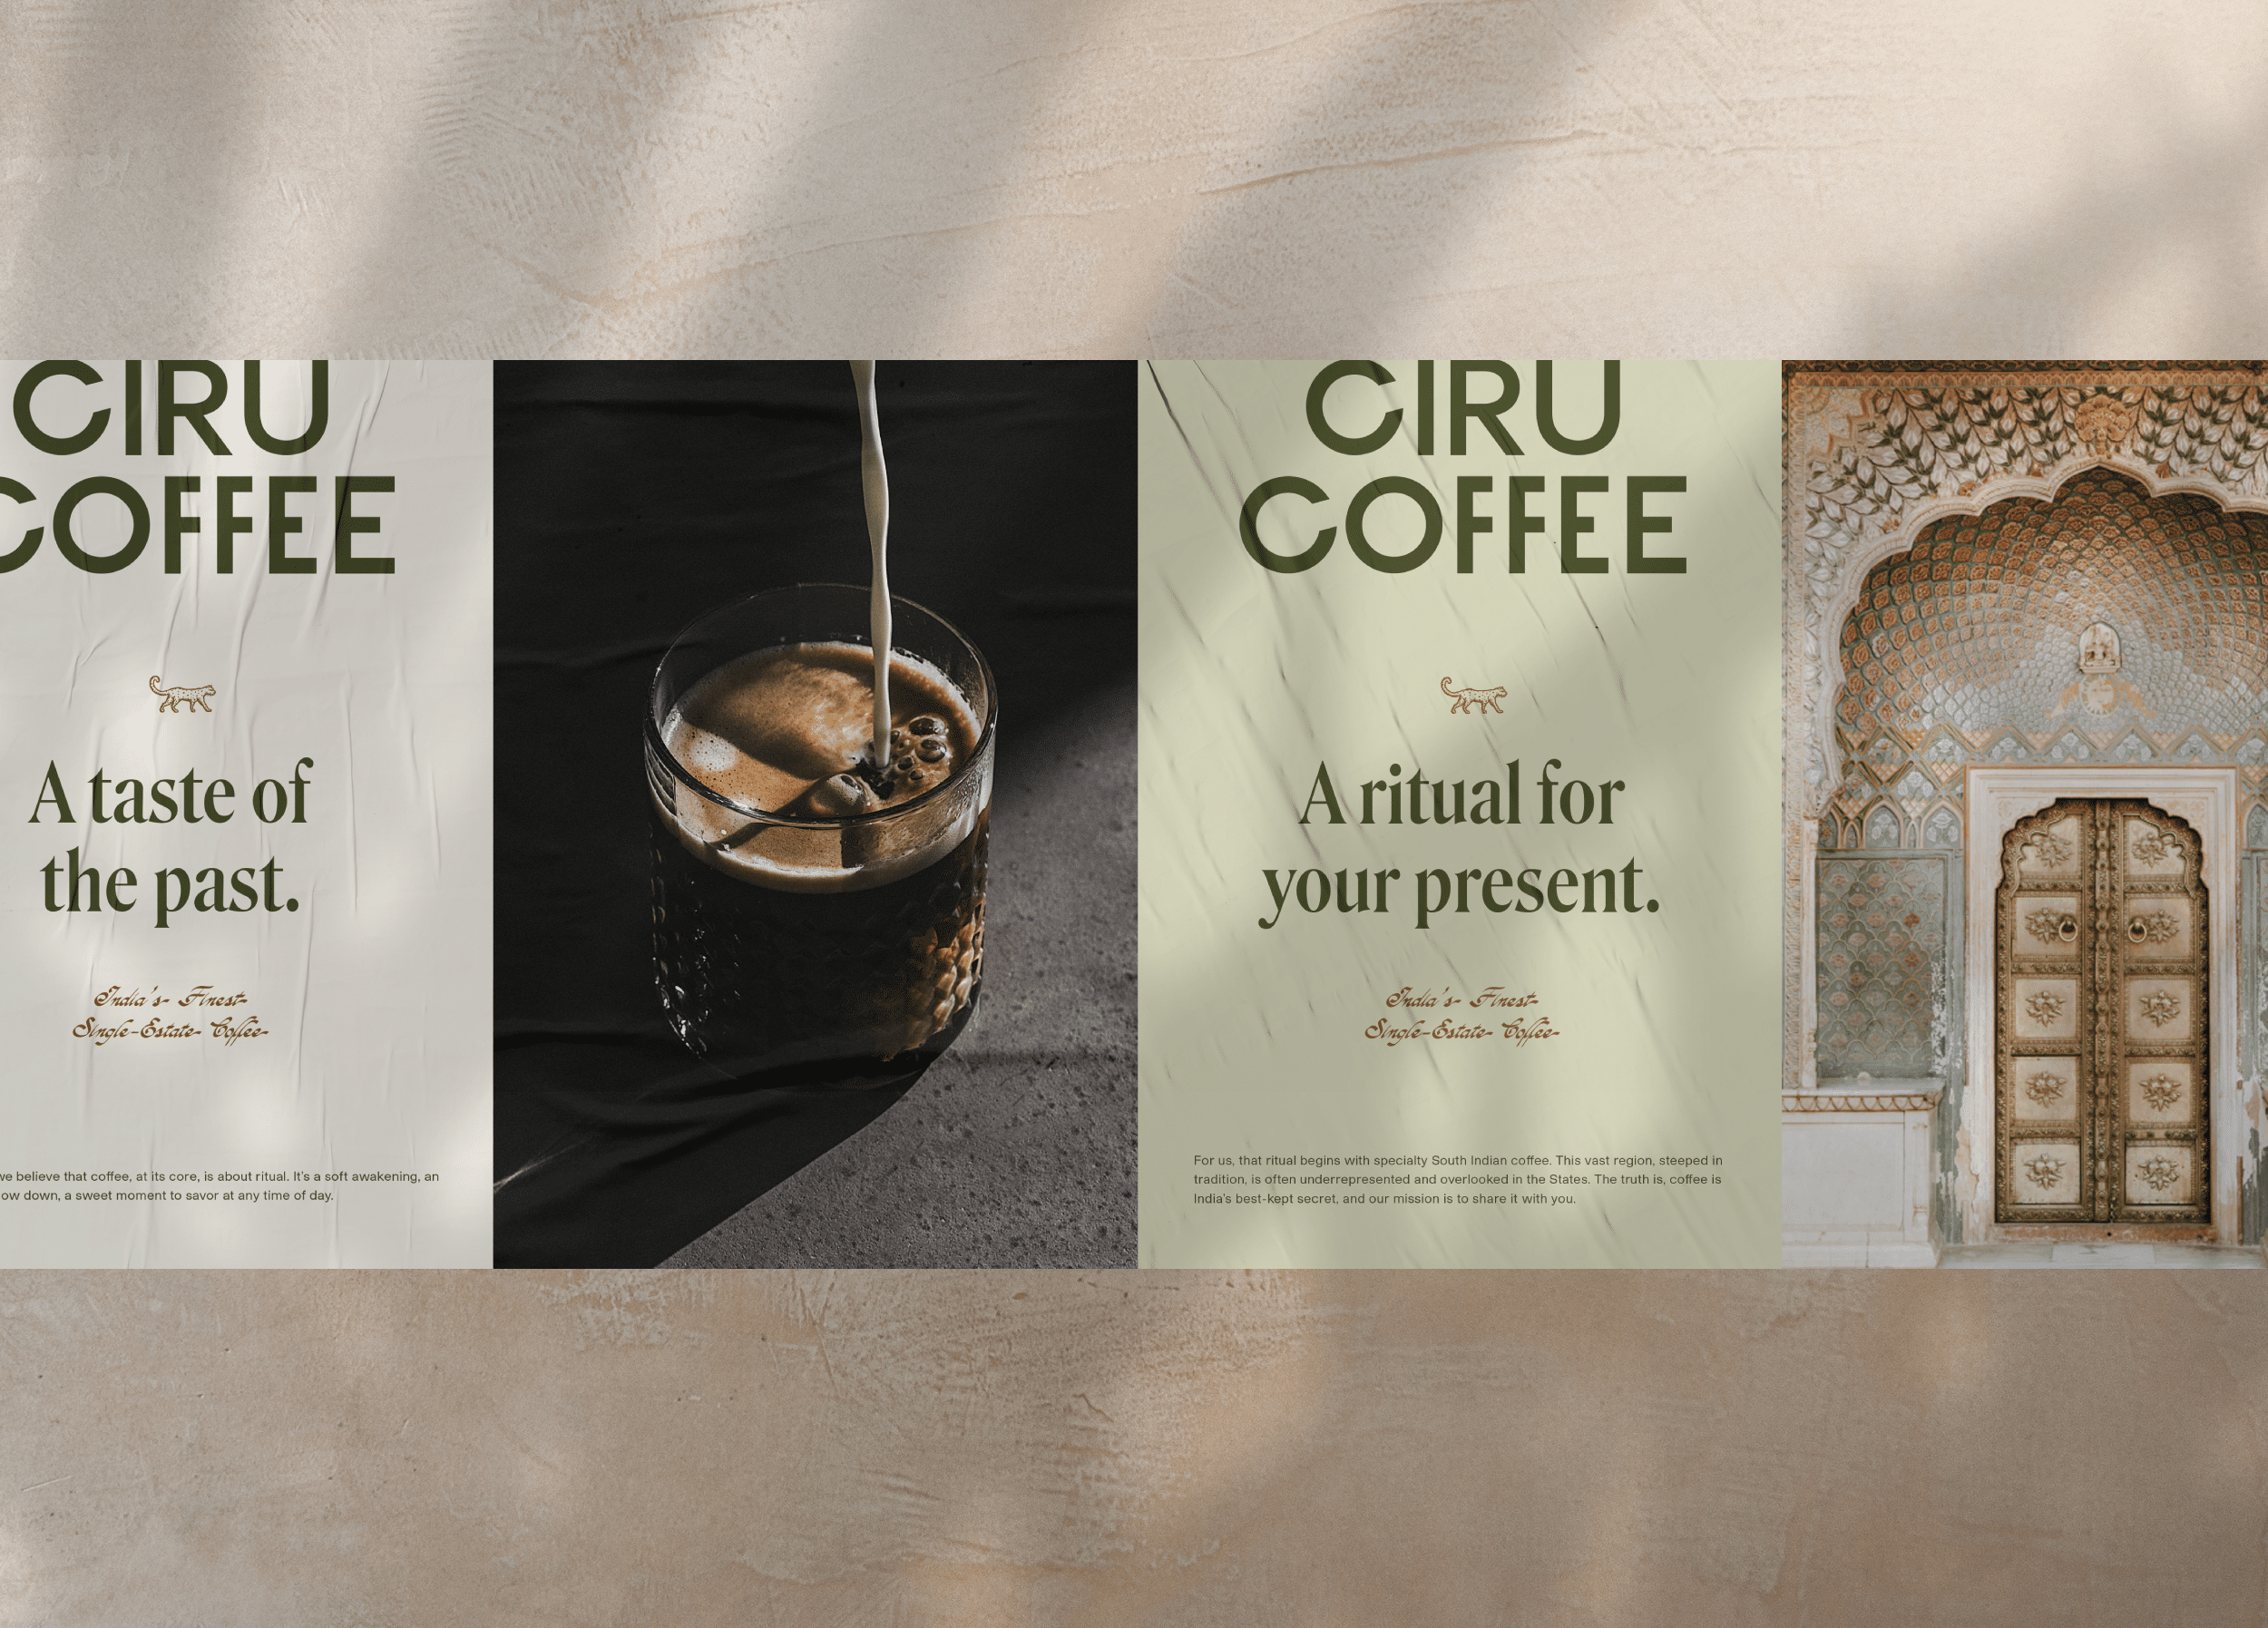 CIRU
COFFEE
A taste of
the past.
India's Finest
Single-Estate Coffee
we believe that coffee, at its core, is about ritual. It's a soft awakening, an
down, a sweet moment to savor at any time of day.
CIRU
COFFEE
A ritual for
your present.
India's Finest
Single-Estate Coffee
For us, that ritual begins with specialty South Indian coffee. This vast region, steeped in
tradition, is often underrepresented and overlooked in the States. The truth is, coffee is
India's best-kept secret, and our mission is to share it with you.